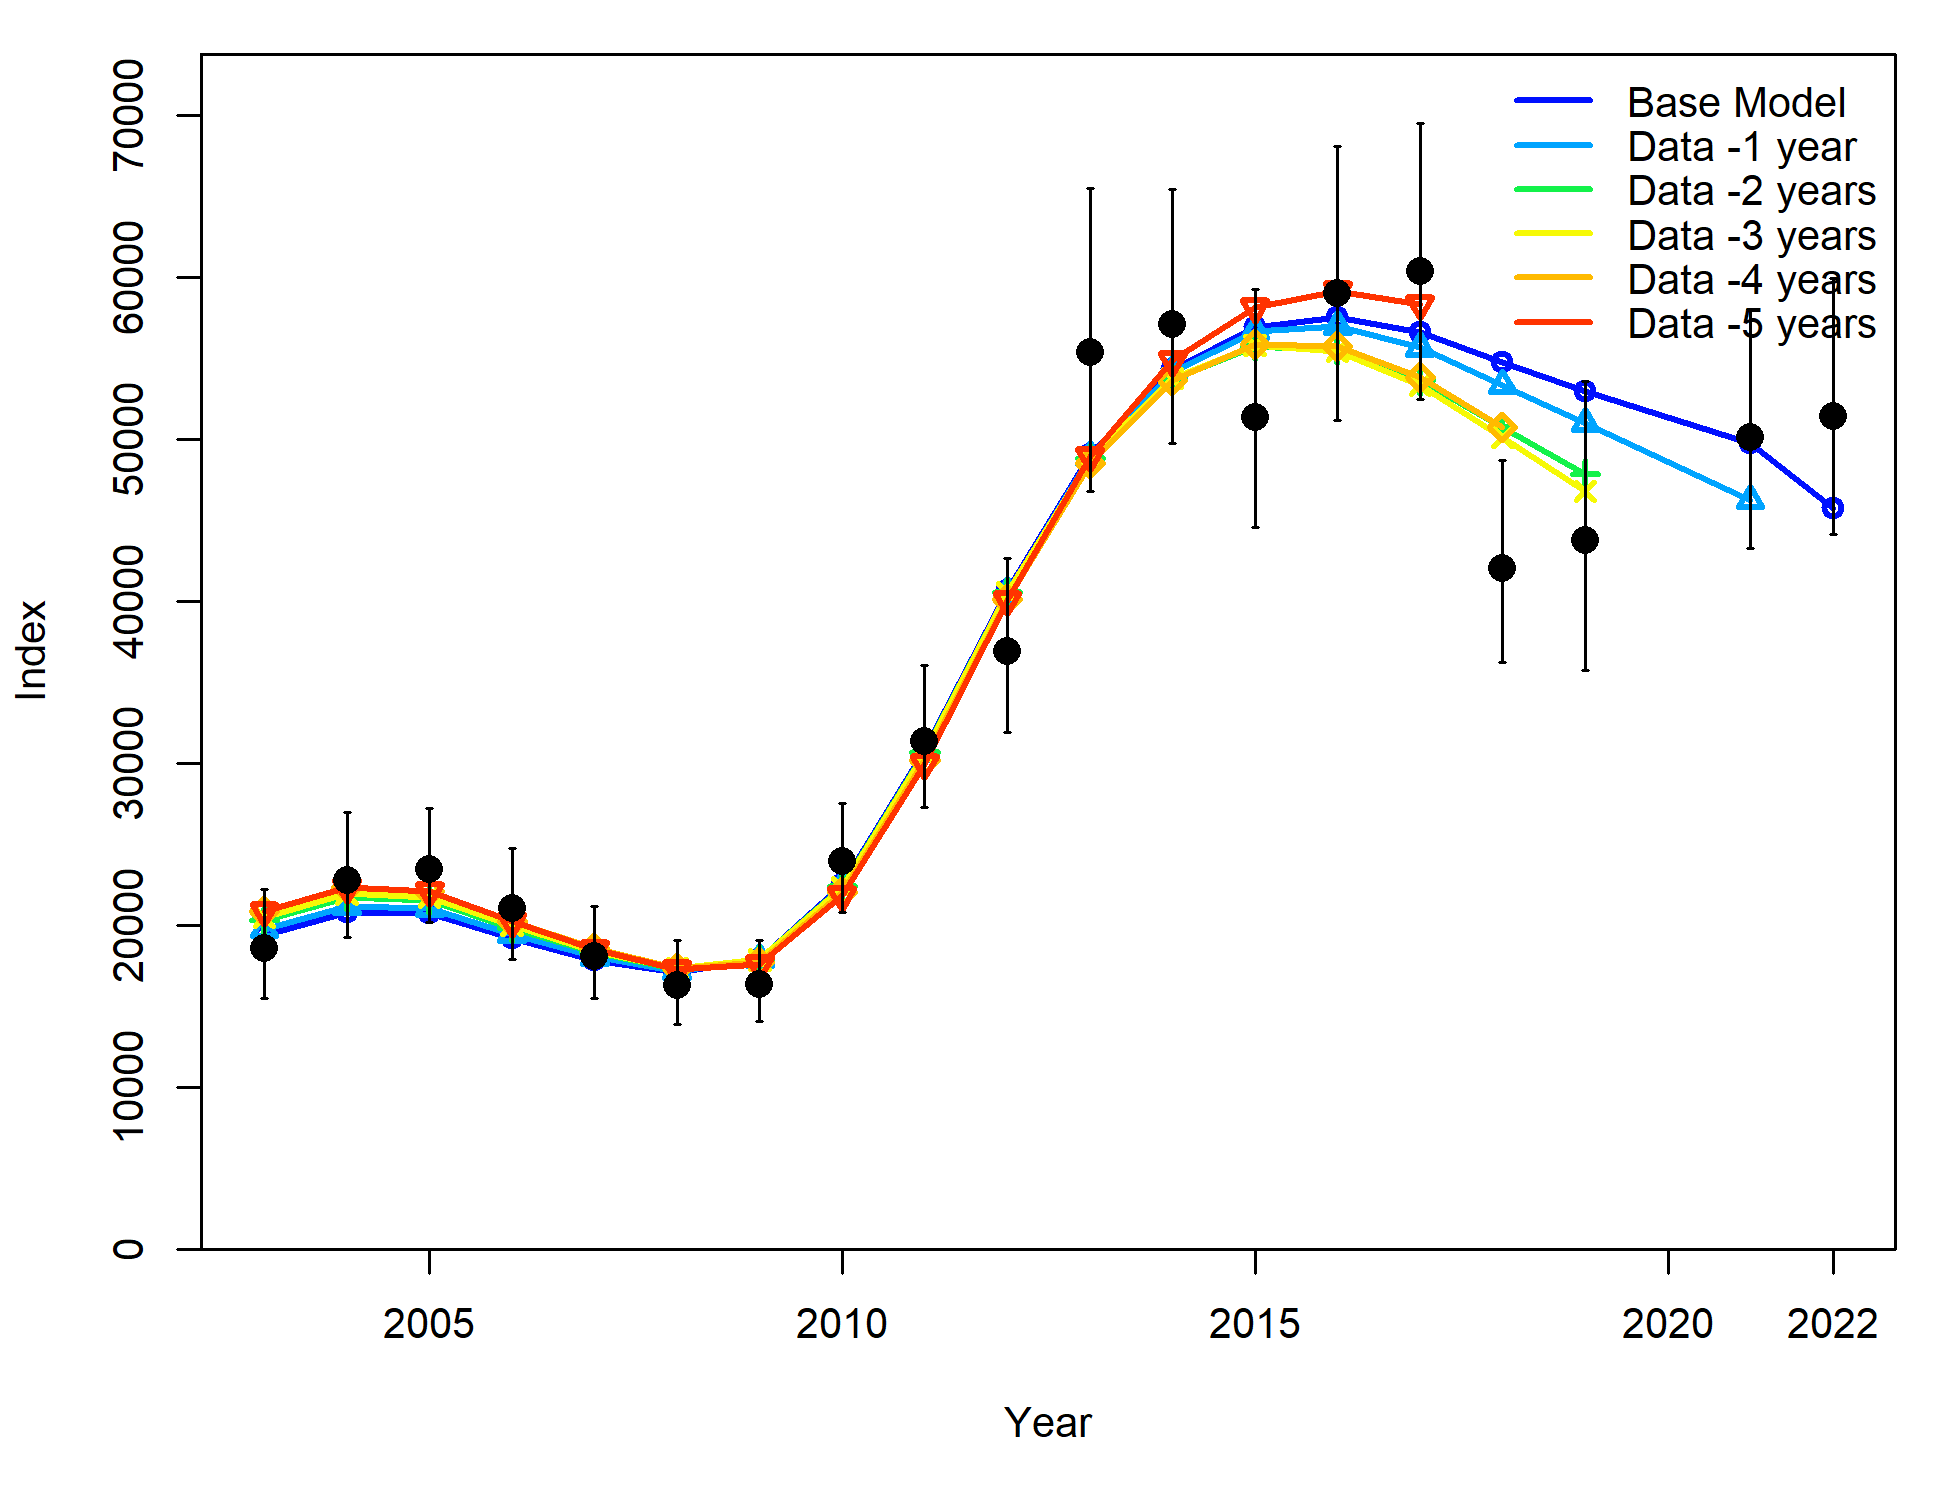 70000
60000
50000
40000
30000
20000
10000
0
Index
Base Model
Data -1 year
Data -2 years
Data -3 years
Data -4 years
Data -5 years
2005
2010
2015
2020
2022
Year